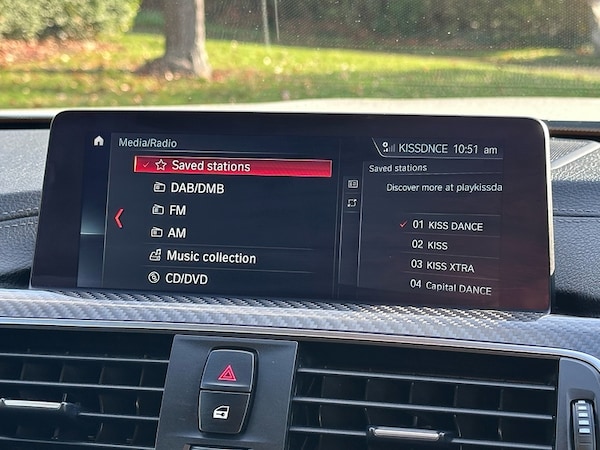 Media/Radio
KISSDNCE 10:51 am
Saved stations
DAB/DMB
FM
AM
Music collection
CD/DVD
Saved stations
Discover more at playkissda
01 KISS DANCE
02 KISS
03 KISS XTRA
04 Capital DANCE